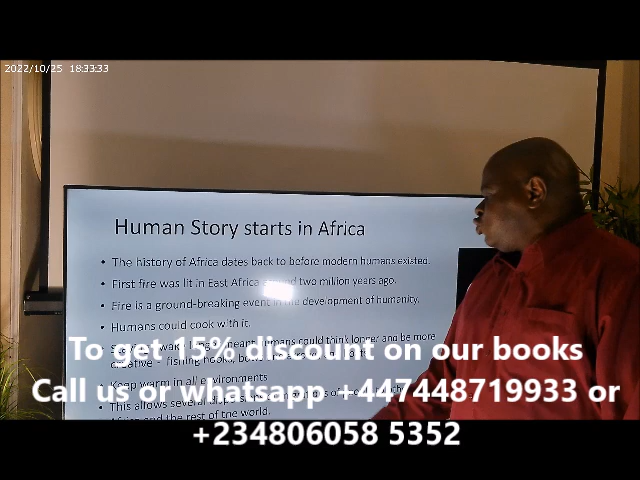 2022/10/25 18:33:33
Human Story starts in Africa
• The history of Africa dates back to before modern humans existed.
• First fire was lit in East Africa around two million years ago.
• Fire is a ground-breaking event in the development of humanity.
• Humans could cook with it.
humans could think longer and be more
creative - fishing hooks,
• Keep warm in all environments
• This allows several
Africa and the rest of the world.
To get 15% discount on our books
Call us or whatsapp +447448719933 or
+234806058 5352